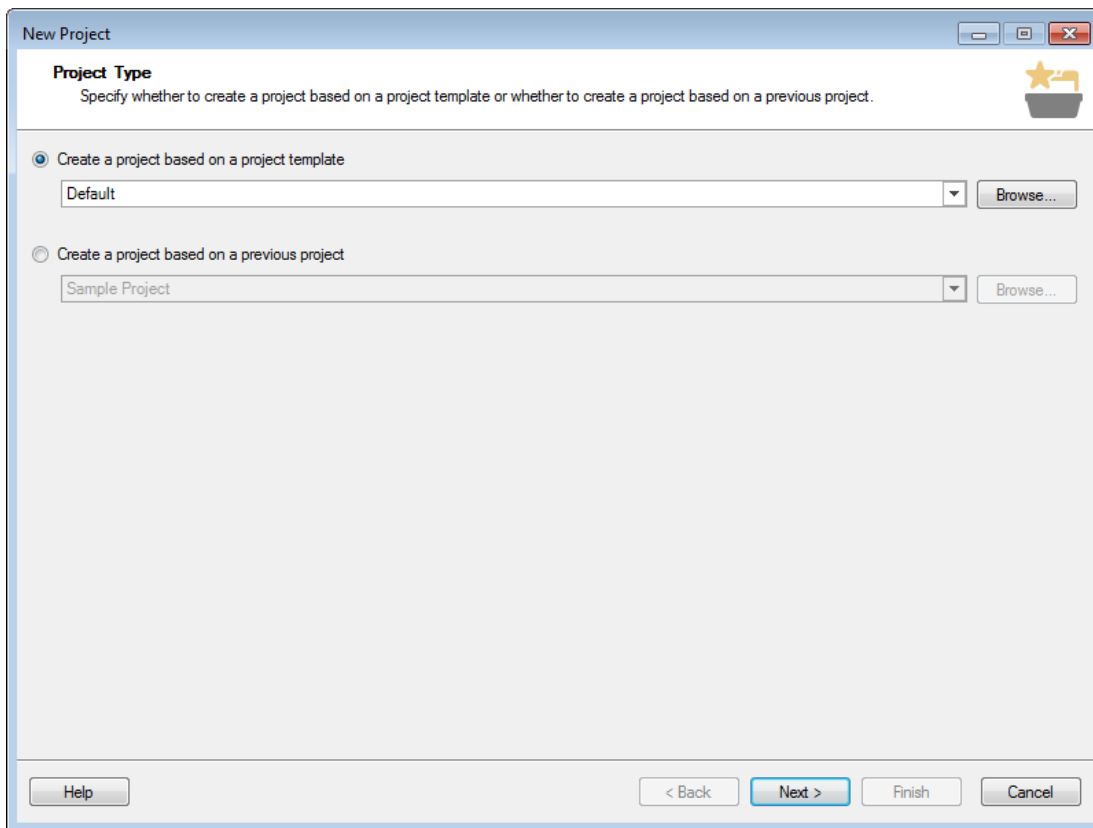 New Project
Project Type
Specify whether to create a project based on a project template or whether to create a project based on a previous project.
Create a project based on a project template
Default
Browse...
Create a project based on a previous project
Sample Project
Browse...
Help
< Back
Next >
Finish
Cancel